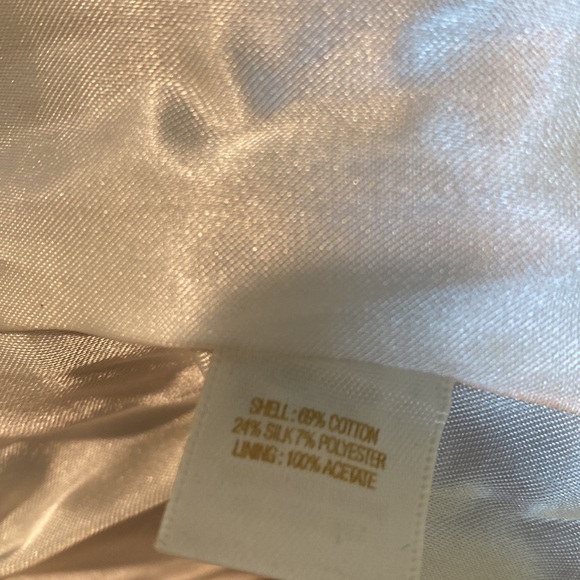 SHELL : 69% COTTON
24% SILK 7% POLYESTER
LINING : 100% ACETATE